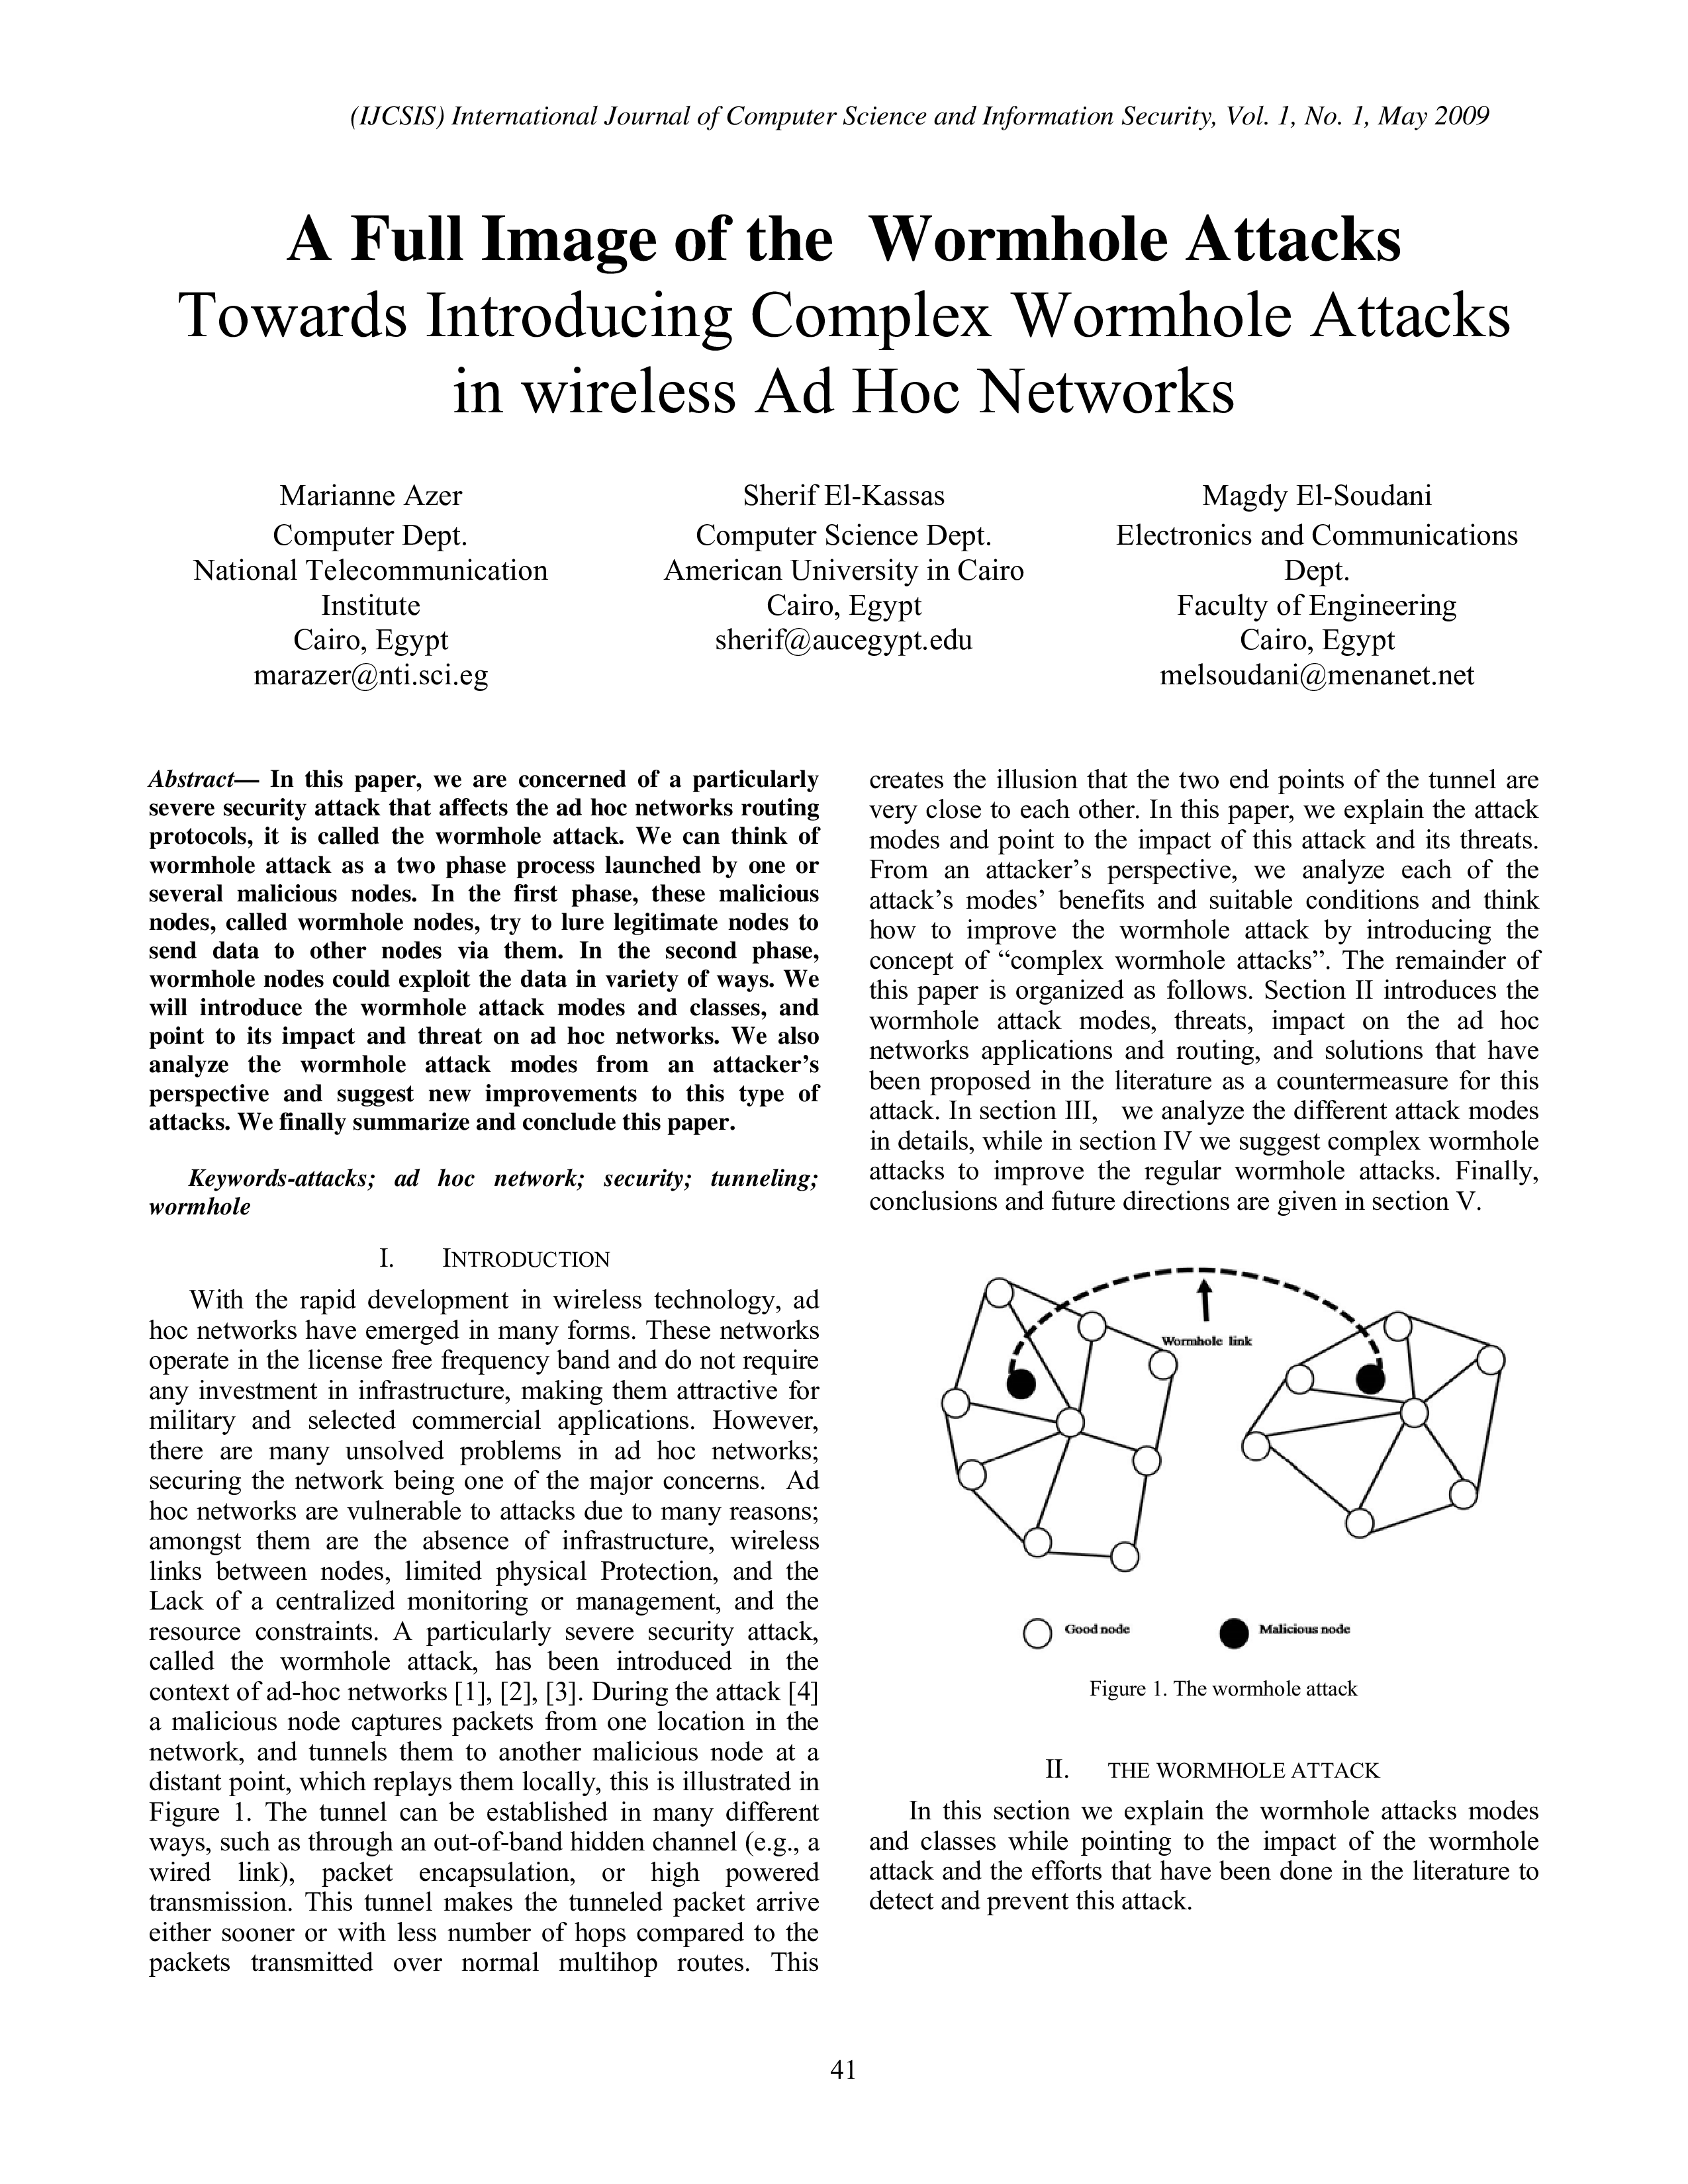 (IJCSIS) International Journal of Computer Science and Information Security, Vol. 1, No. 1, May 2009
A Full Image of the Wormhole Attacks
Towards Introducing Complex Wormhole Attacks
in wireless Ad Hoc Networks
Marianne Azer
Computer Dept.
National Telecommunication
Institute
Cairo, Egypt
marazer@nti.sci.eg
Sherif El-Kassas
Computer Science Dept.
American University in Cairo
Cairo, Egypt
sherif@aucegypt.edu
Magdy El-Soudani
Electronics and Communications
Dept.
Faculty of Engineering
Cairo, Egypt
melsoudani@menanet.net
Abstract— In this paper, we are concerned of a particularly
severe security attack that affects the ad hoc networks routing
protocols, it is called the wormhole attack. We can think of
wormhole attack as a two phase process launched by one or
several malicious nodes. In the first phase, these malicious
nodes, called wormhole nodes, try to lure legitimate nodes to
send data to other nodes via them. In the second phase,
wormhole nodes could exploit the data in variety of ways. We
will introduce the wormhole attack modes and classes, and
point to its impact and threat on ad hoc networks. We also
analyze the wormhole attack modes from an attacker’s
perspective and suggest new improvements to this type of
attacks. We finally summarize and conclude this paper.
Keywords-attacks; ad hoc network; security; tunneling;
wormhole
I. INTRODUCTION
With the rapid development in wireless technology, ad
hoc networks have emerged in many forms. These networks
operate in the license free frequency band and do not require
any investment in infrastructure, making them attractive for
military and selected commercial applications. However,
there are many unsolved problems in ad hoc networks;
securing the network being one of the major concerns. Ad
hoc networks are vulnerable to attacks due to many reasons;
amongst them are the absence of infrastructure, wireless
links between nodes, limited physical Protection, and the
Lack of a centralized monitoring or management, and the
resource constraints. A particularly severe security attack,
called the wormhole attack, has been introduced in the
context of ad-hoc networks [1], [2], [3]. During the attack [4]
a malicious node captures packets from one location in the
network, and tunnels them to another malicious node at a
distant point, which replays them locally, this is illustrated in
Figure 1. The tunnel can be established in many different
ways, such as through an out-of-band hidden channel (e.g., a
wired link), packet encapsulation, or high powered
transmission. This tunnel makes the tunneled packet arrive
either sooner or with less number of hops compared to the
packets transmitted over normal multihop routes. This
creates the illusion that the two end points of the tunnel are
very close to each other. In this paper, we explain the attack
modes and point to the impact of this attack and its threats.
From an attacker’s perspective, we analyze each of the
attack’s modes’ benefits and suitable conditions and think
how to improve the wormhole attack by introducing the
concept of “complex wormhole attacks”. The remainder of
this paper is organized as follows. Section II introduces the
wormhole attack modes, threats, impact on the ad hoc
networks applications and routing, and solutions that have
been proposed in the literature as a countermeasure for this
attack. In section III, we analyze the different attack modes
in details, while in section IV we suggest complex wormhole
attacks to improve the regular wormhole attacks. Finally,
conclusions and future directions are given in section V.
Wormhole link
Good node
Malicious node
Figure 1. The wormhole attack
II. THE WORMHOLE ATTACK
In this section we explain the wormhole attacks modes
and classes while pointing to the impact of the wormhole
attack and the efforts that have been done in the literature to
detect and prevent this attack.
41